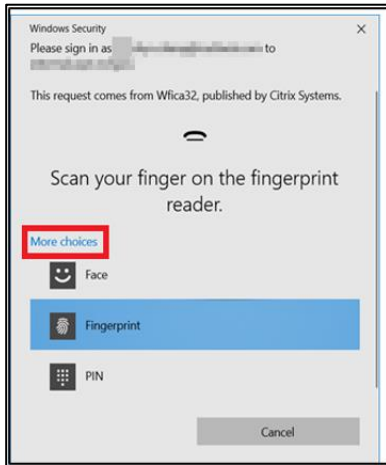 Windows Security
Please sign in as to
This request comes from Wfica32, published by Citrix Systems.
Scan your finger on the fingerprint
reader.
More choices
Face
Fingerprint
PIN
Cancel